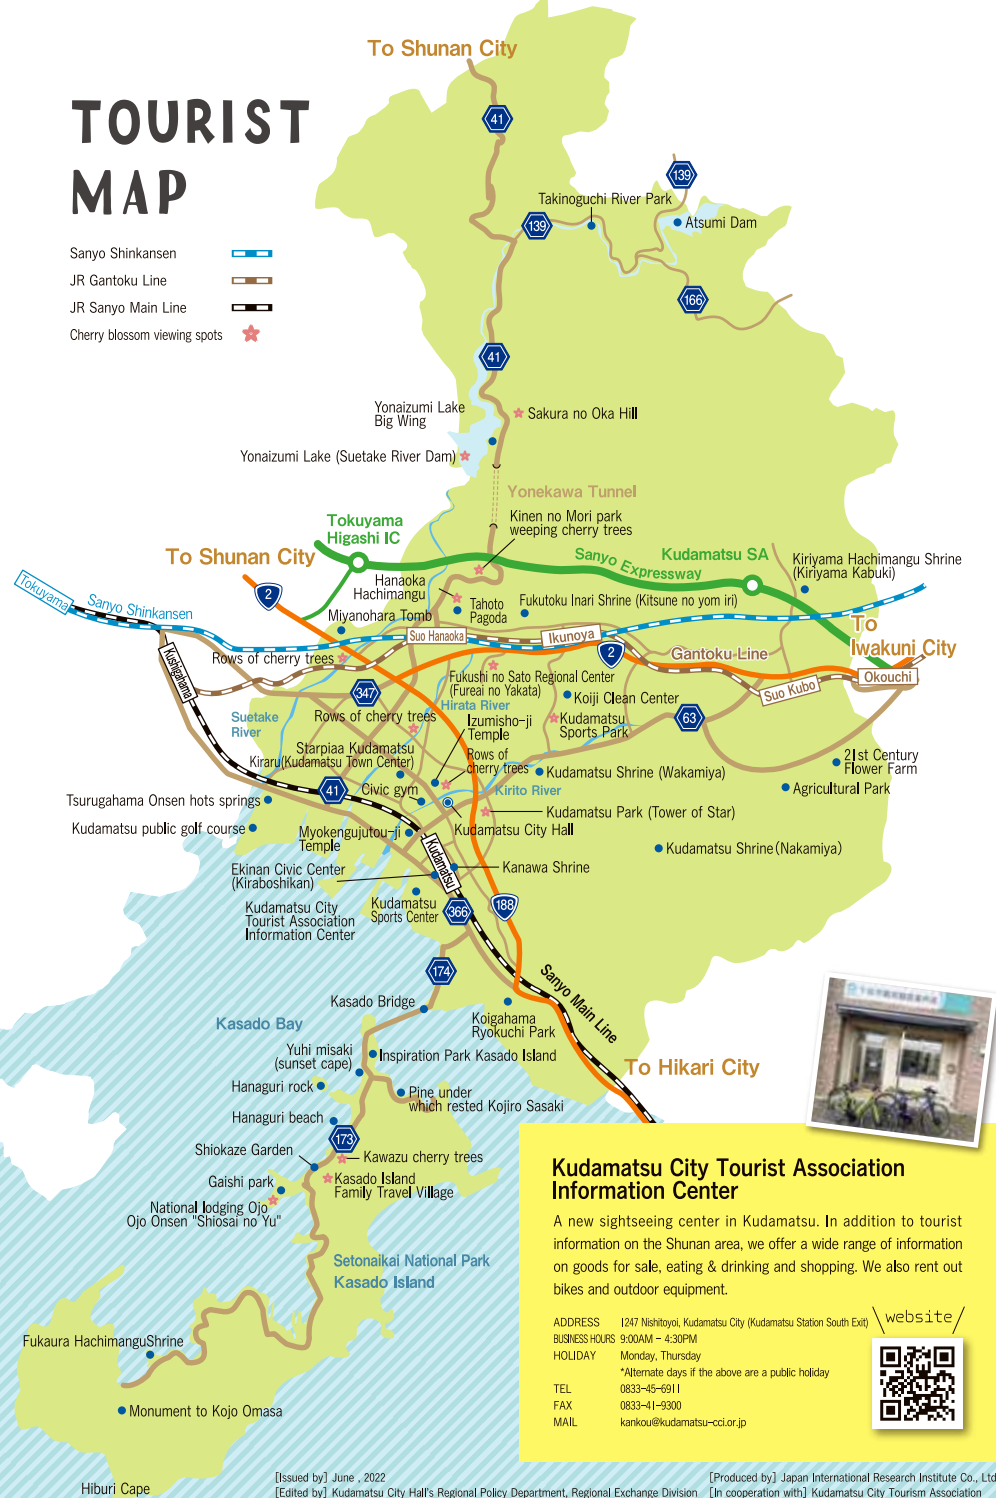 To Shunan City
TOURIST
MAP
Sanyo Shinkansen
JR Gantoku Line
JR Sanyo Main Line
Cherry blossom viewing spots
41
139
Takinoguchi River Park
139
Atsumi Dam
166
41
Yonaizumi Lake
Big Wing
Sakura no Oka Hill
Yonaizumi Lake (Suetake River Dam)
Yonekawa Tunnel
Tokuyama
Higashi IC
Kinen no Mori park
weeping cherry trees
To Shunan City
Sanyo Expressway
Kudamatsu SA
Kiriyama Hachimangu Shrine
(Kiriyama Kabuki)
Tokuyama
Sanyo Shinkansen
2
Hanaoka
Hachimangu
Tahoto
Pagoda
Fukutoku Inari Shrine (Kitsune no yom iri)
Miyanohara Tomb
Suo Hanaoka
Ikunoya
2
To
Iwakuni City
Gantoku Line
Okouchi
Kushigahama
Rows of cherry trees
347
Fukushi no Sato Regional Center
(Fureai no Yakata)
Suo Kubo
Koiji Clean Center
Hirata River
Suetake
River
Rows of cherry trees
Izumisho-ji
Temple
Kudamatsu
Sports Park
63
Starpiaa Kudamatsu
Kiraru(Kudamatsu Town Center)
Rows of
cherry trees
Kudamatsu Shrine (Wakamiya)
21st Century
Flower Farm
Agricultural Park
41
Civic gym
Kirito River
Tsurugahama Onsen hots springs
Kudamatsu Park (Tower of Star)
Kudamatsu public golf course
Myokengujutou-ji
Temple
Kudamatsu City Hall
Kudamatsu Shrine(Nakamiya)
Kudamatsu
Ekinan Civic Center
(Kiraboshikan)
Kanawa Shrine
Kudamatsu City
Tourist Association
Information Center
Kudamatsu
Sports Center
366
188
174
Sanyo Main Line
Kasado Bridge
Koigahama
Ryokuchi Park
Kasado Bay
Yuhi misaki
(sunset cape)
Inspiration Park Kasado Island
To Hikari City
Hanaguri rock
Pine under
which rested Kojiro Sasaki
Hanaguri beach
173
Shiokaze Garden
Kawazu cherry trees
Gaishi park
Kasado Island
Family Travel Village
National lodging Ojo
Ojo Onsen "Shiosai no Yu"
Setonaikai National Park
Kasado Island
Fukaura HachimanguShrine
Monument to Kojo Omasa
Hiburi Cape
Kudamatsu City Tourist Association
Information Center
A new sightseeing center in Kudamatsu. In addition to tourist
information on the Shunan area, we offer a wide range of information
on goods for sale, eating & drinking and shopping. We also rent out
bikes and outdoor equipment.
ADDRESS 1247 Nishitoyoi, Kudamatsu City (Kudamatsu Station South Exit)
BUSINESS HOURS 9:00AM - 4:30PM
HOLIDAY Monday, Thursday
*Alternate days if the above are a public holiday
TEL 0833-45-6911
FAX 0833-41-9300
MAIL kankou@kudamatsu-cci.or.jp
\website/
[Issued by] June , 2022
[Edited by] Kudamatsu City Hall's Regional Policy Department, Regional Exchange Division
[Produced by] Japan International Research Institute Co., Ltd
[In cooperation with] Kudamatsu City Tourism Association